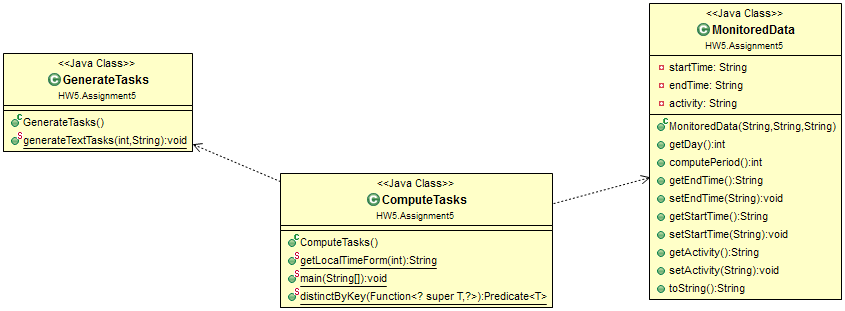 <<Java Class>>
GenerateTasks
HW5.Assignment5
GenerateTasks()
generateTextTasks(int,String):void
<<Java Class>>
ComputeTasks
HW5.Assignment5
ComputeTasks()
getLocalTimeForm(int):String
main(String[]):void
distinctByKey(Function<? super T,?>):Predicate<T>
<<Java Class>>
MonitoredData
HW5.Assignment5
startTime: String
endTime: String
activity: String
MonitoredData(String,String,String)
getDay():int
computePeriod():int
getEndTime():String
setEndTime(String):void
getStartTime():String
setStartTime(String):void
getActivity():String
setActivity(String):void
toString():String